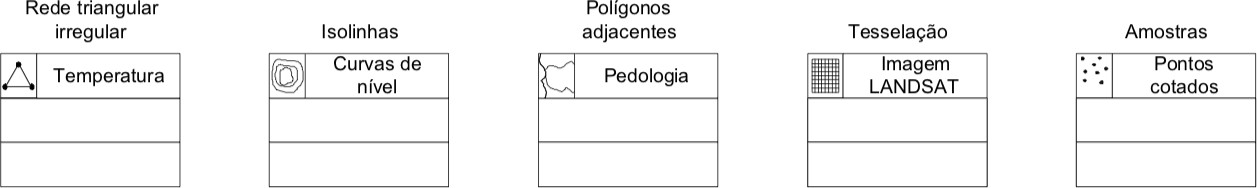 Rede triangular
irregular
Isolinhas
Polígonos
adjacentes
Tesselação
Amostras
Temperatura
Curvas de
nível
Pedologia
Imagem
LANDSAT
Pontos
cotados